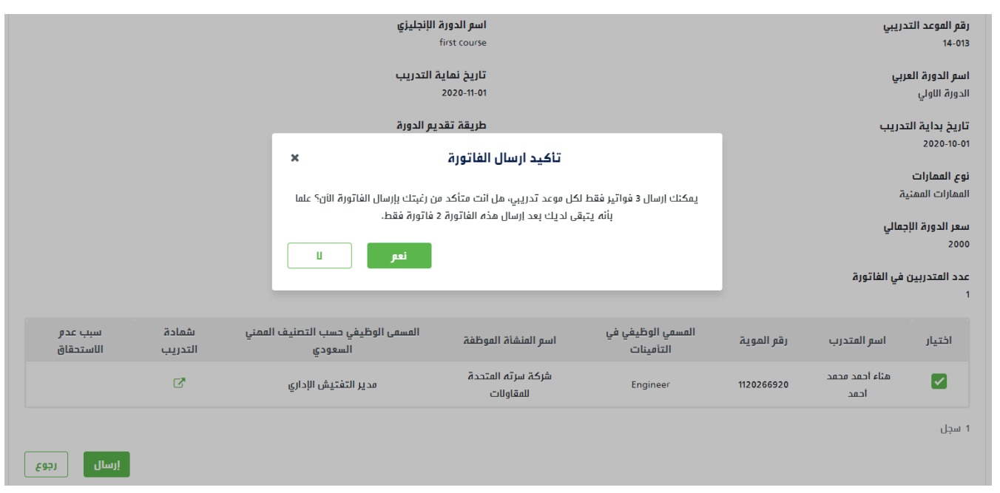 رقم الموعد التدريبي
14-013
اسم الدورة الإنجليزي
first course
اسم الدورة العربي
الدورة الاولي
تاريخ نهاية التدريب
2020-11-01
تاريخ بداية التدريب
2020-10-01
طريقة تقديم الدورة
نوع المهارات
المهارات المهنية
سعر الدورة الإجمالي
2000
عدد المتدربين في الفاتورة
1
تأكيد ارسال الفاتورة
يمكنك إرسال 3 فواتير فقط لكل موعد تدريبي، هل أنت متأكد من رغبتك بإرسال الفاتورة الآن؟ علما
بأنه يتبقى لديك بعد إرسال هذه الفاتورة 2 فاتورة فقط.
نعم
لا
اختيار
اسم المتدرب
رقم الهوية
المسمي الوظيفي في
التأمينات
اسم المنشأة الموظفة
المسمى الوظيفي حسب التصنيف المهني
السعودي
شهادة
التدريب
سبب عدم
الاستحقاق
هناء أحمد محمد
أحمد
1120266920
Engineer
شركة سرته المتحدة
للمقاولات
مدير التفتيش الإداري
1 سجل
إرسال
رجوع